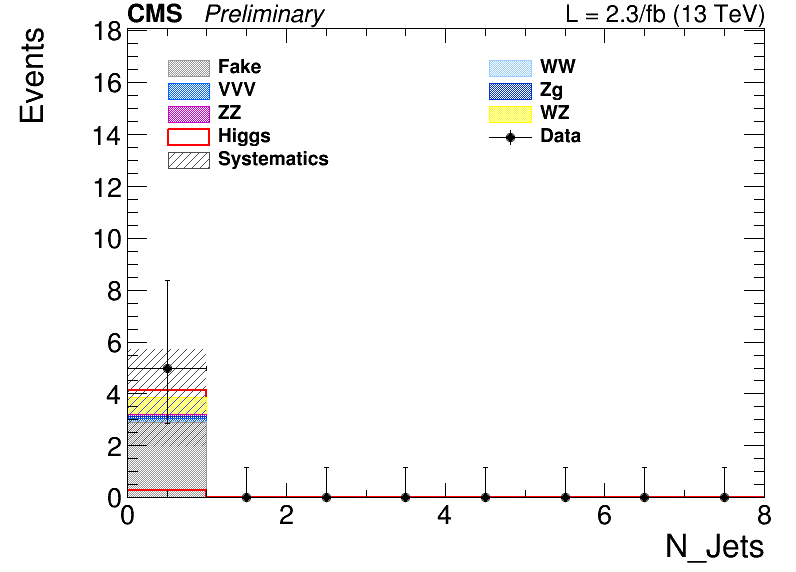 CMS Preliminary L = 2.3/fb (13 TeV)
Events
18
16
14
12
10
8
6
4
2
0
Fake WW
VVV Zg
ZZ WZ
Higgs Data
Systematics
0 2 4 6 8
N_Jets